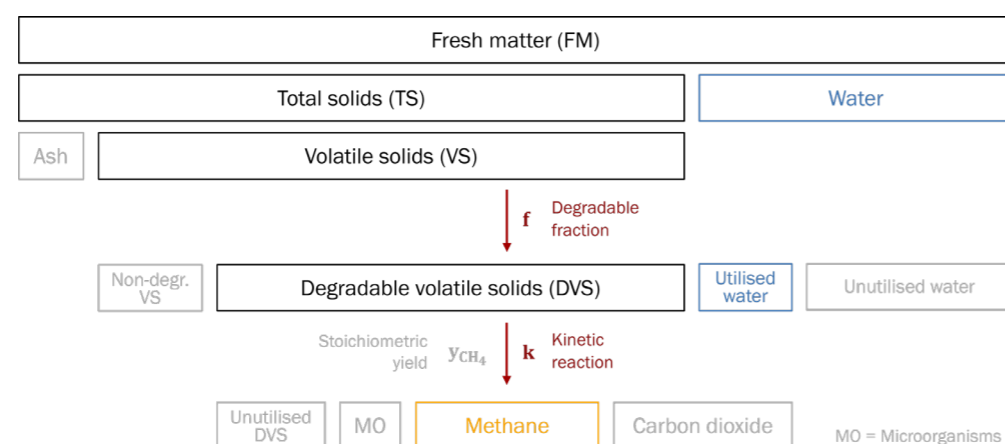 Fresh matter (FM)
Total solids (TS)
Water
Ash
Volatile solids (VS)
f
Degradable
fraction
Non-degr.
VS
Degradable volatile solids (DVS)
Utilised
water
Unutilised water
Stoichiometric
yield
yCH₄
k
Kinetic
reaction
Unutilised
DVS
MO
Methane
Carbon dioxide
MO = Microorganisms